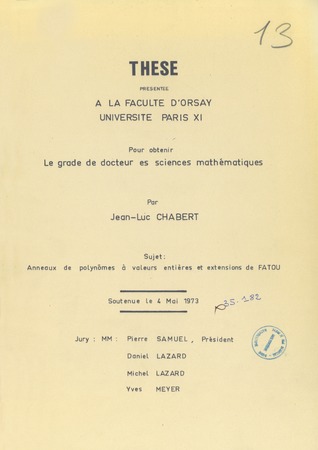 13
THESE
PRESENTEE
A LA FACULTE D'ORSAY
UNIVERSITE PARIS XI
Pour obtenir
Le grade de docteur es sciences mathématiques
Par
Jean-Luc CHABERT
Sujet:
Anneaux de polynômes à valeurs entières et extensions de FATOU
Soutenue le 4 Mai 1973
35.182
Jury : MM : Pierre SAMUEL, Président
Daniel LAZARD
Michel LAZARD
Yves MEYER